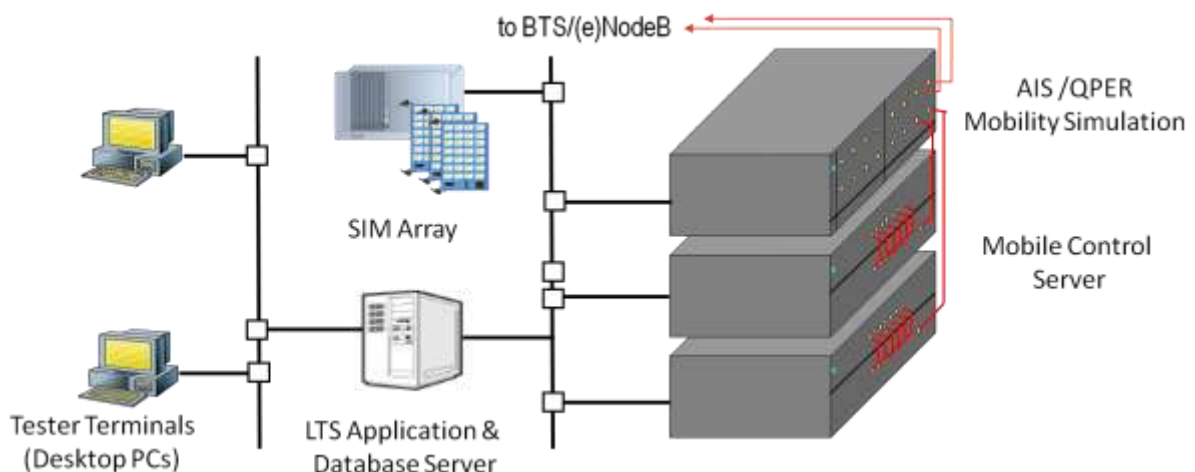 to BTS/(e)NodeB
AIS /QPER
Mobility Simulation
SIM Array
Mobile Control
Server
Tester Terminals
(Desktop PCs)
LTS Application &
Database Server